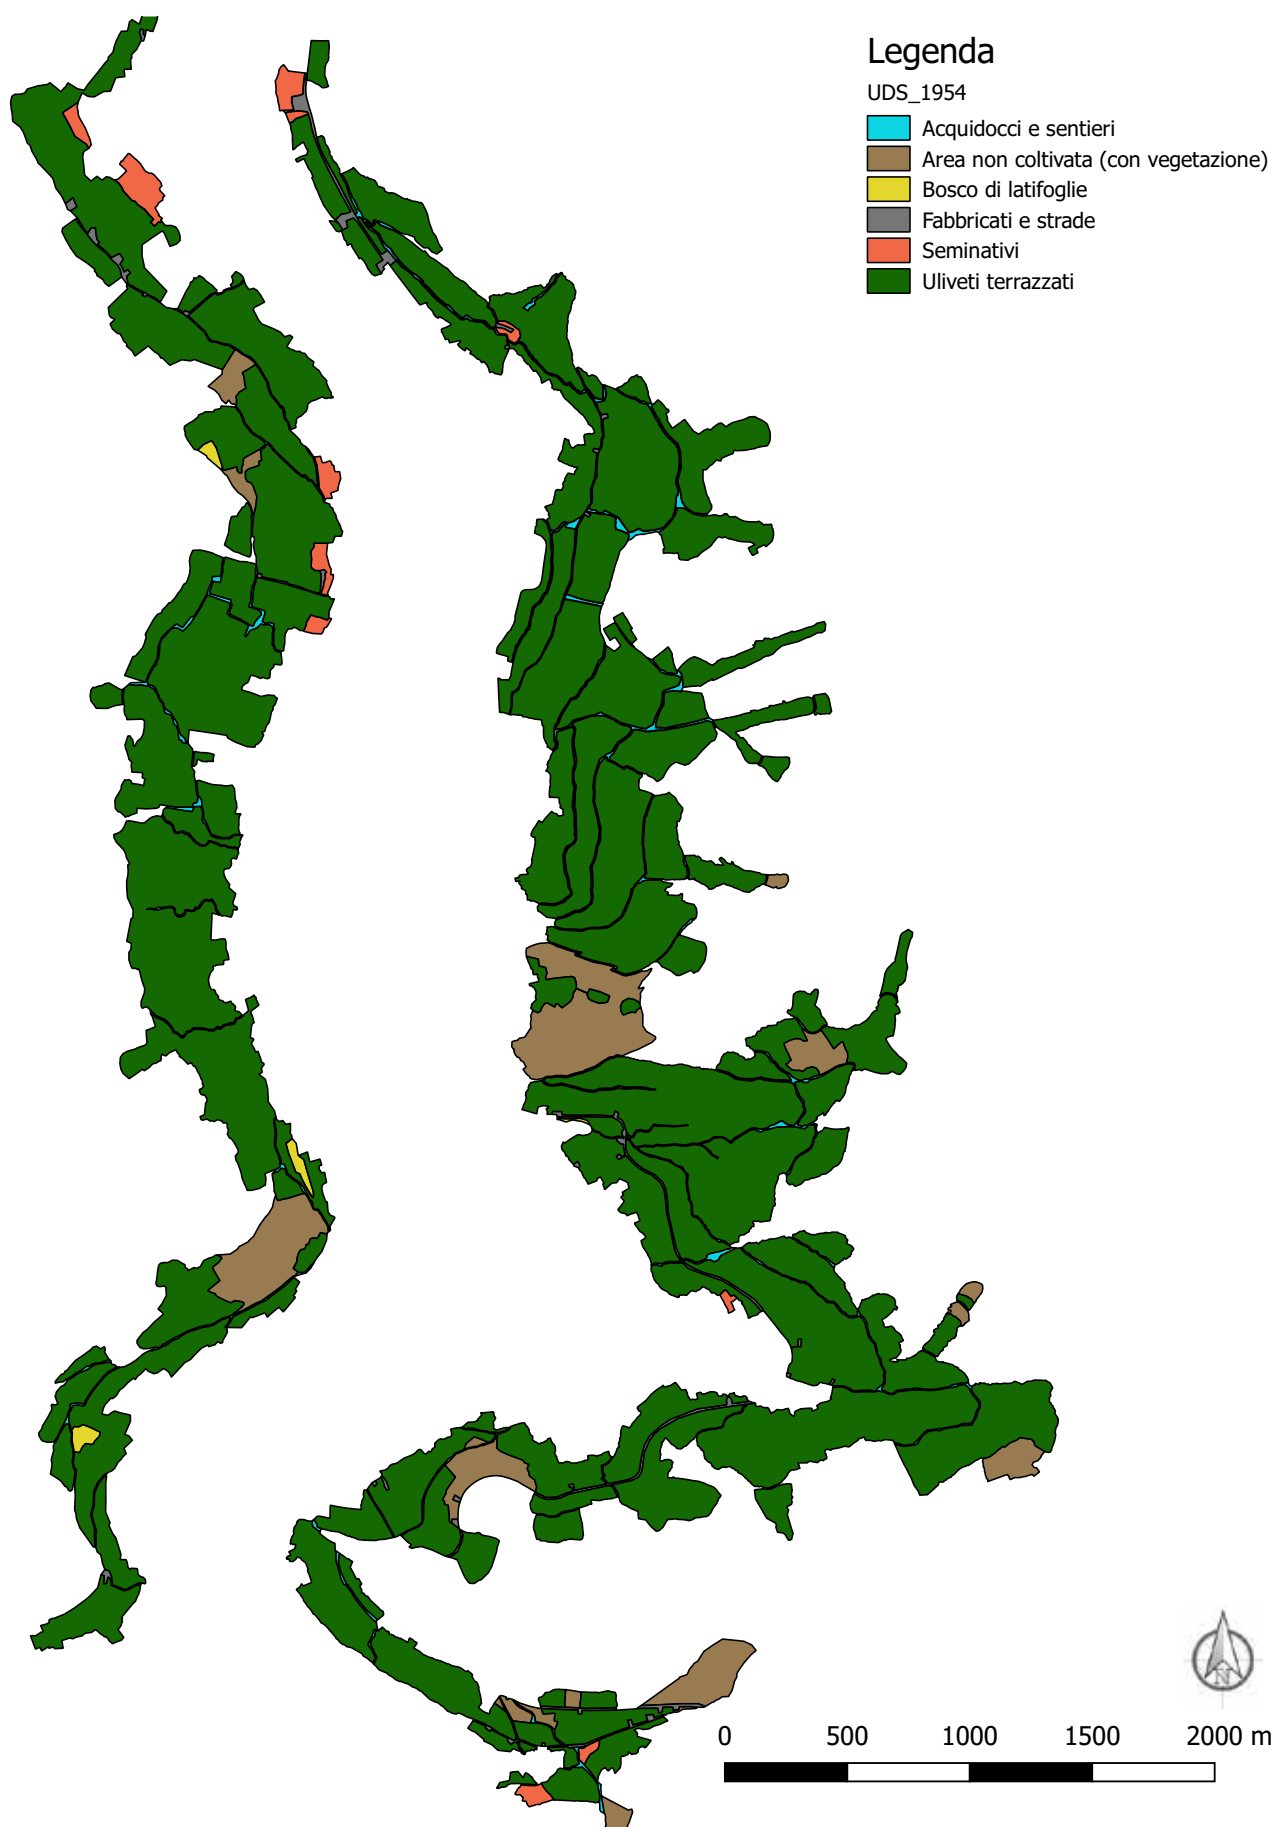 Legenda
UDS_1954
Acquidocci e sentieri
Area non coltivata (con vegetazione)
Bosco di latifoglie
Fabbricati e strade
Seminativi
Uliveti terrazzati
N
0 500 1000 1500 2000 m